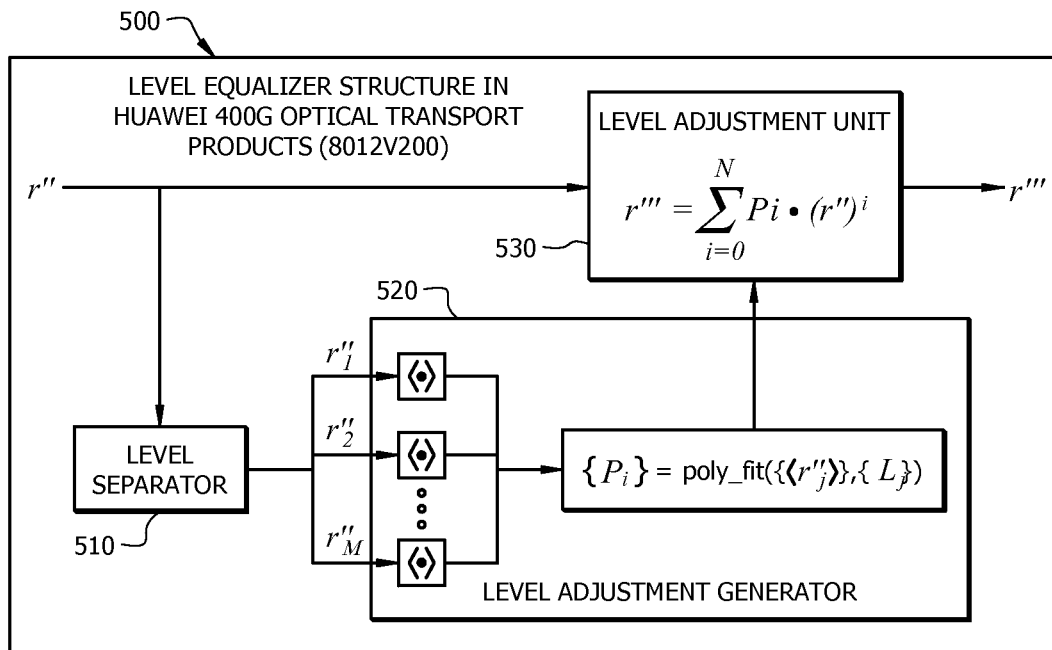 500
LEVEL EQUALIZER STRUCTURE IN
HUAWEI 400G OPTICAL TRANSPORT
PRODUCTS (8012V200)
LEVEL ADJUSTMENT UNIT
r'''  = ∑ Pi • (r'')^i
N
i=0
r''
r'''
530
520
r''_1
⟨•⟩
r''_2
⟨•⟩
r''_M
⟨•⟩
LEVEL
SEPARATOR
510
{P_i} = poly_fit({⟨r''_j⟩},{ L_j})
LEVEL ADJUSTMENT GENERATOR